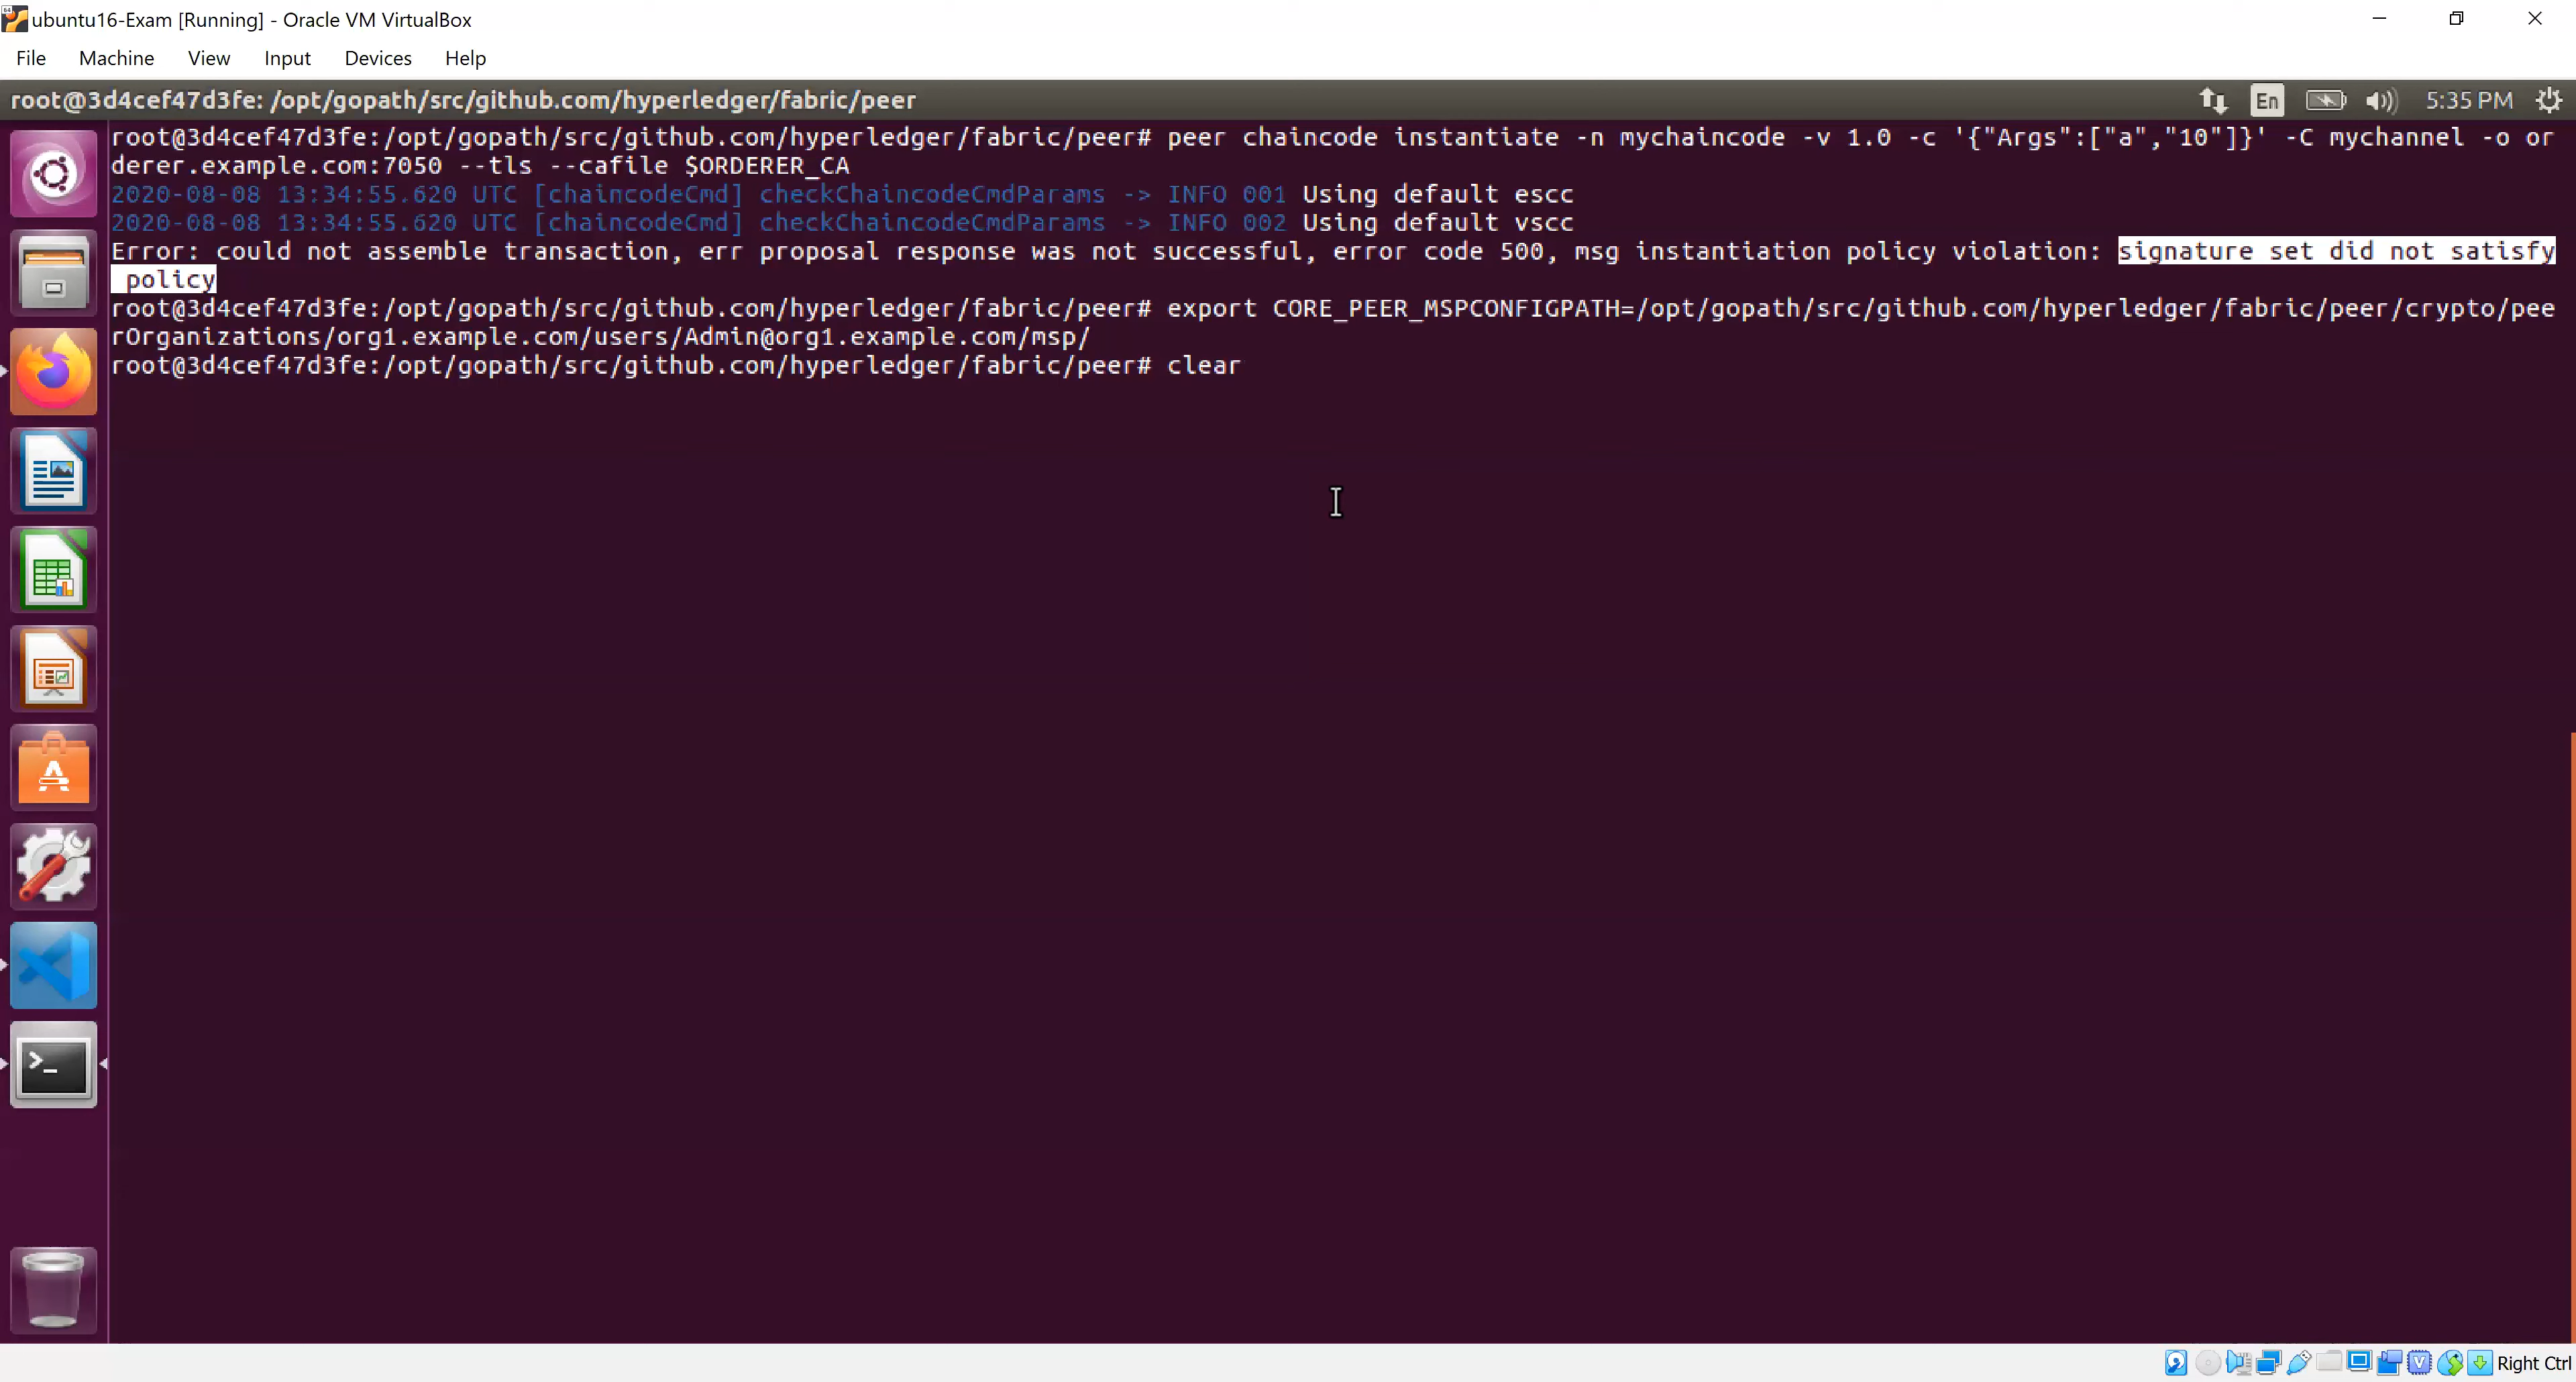 ubuntu16-Exam [Running] - Oracle VM VirtualBox
File Machine View Input Devices Help
root@3d4cef47d3fe: /opt/gopath/src/github.com/hyperledger/fabric/peer En 5:35 PM
root@3d4cef47d3fe:/opt/gopath/src/github.com/hyperledger/fabric/peer# peer chaincode instantiate -n mychaincode -v 1.0 -c '{"Args":["a","10"]}' -C mychannel -o or
derer.example.com:7050 --tls --cafile $ORDERER_CA
2020-08-08 13:34:55.620 UTC [chaincodeCmd] checkChaincodeCmdParams -> INFO 001 Using default escc
2020-08-08 13:34:55.620 UTC [chaincodeCmd] checkChaincodeCmdParams -> INFO 002 Using default vscc
Error: could not assemble transaction, err proposal response was not successful, error code 500, msg instantiation policy violation: signature set did not satisfy
 policy
root@3d4cef47d3fe:/opt/gopath/src/github.com/hyperledger/fabric/peer# export CORE_PEER_MSPCONFIGPATH=/opt/gopath/src/github.com/hyperledger/fabric/peer/crypto/pee
rOrganizations/org1.example.com/users/Admin@org1.example.com/msp/
root@3d4cef47d3fe:/opt/gopath/src/github.com/hyperledger/fabric/peer# clear
Right Ctrl